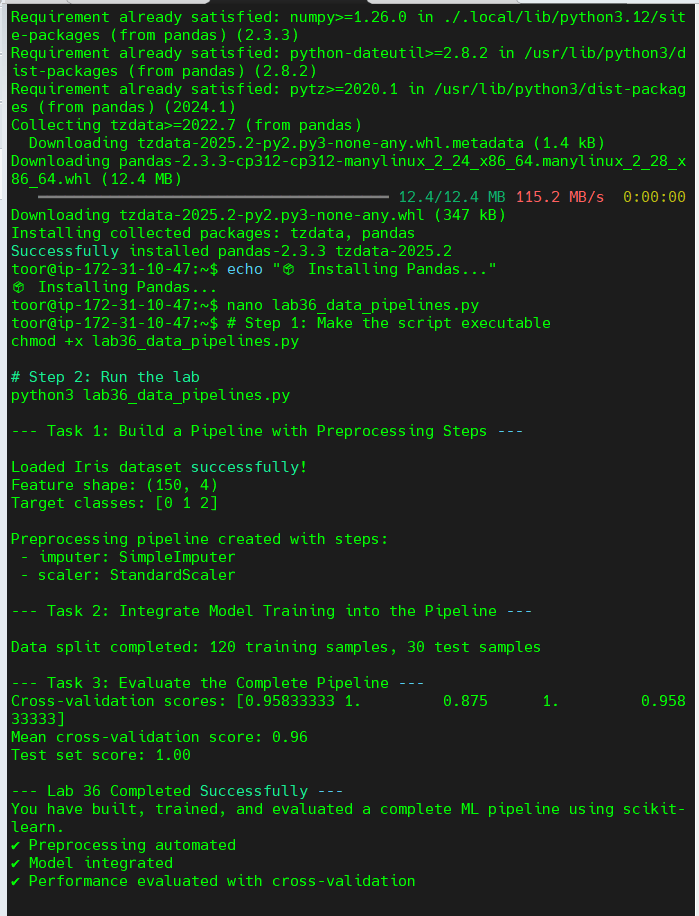 Requirement already satisfied: numpy>=1.26.0 in ./.local/lib/python3.12/sit
e-packages (from pandas) (2.3.3)
Requirement already satisfied: python-dateutil>=2.8.2 in /usr/lib/python3/d
ist-packages (from pandas) (2.8.2)
Requirement already satisfied: pytz>=2020.1 in /usr/lib/python3/dist-packag
es (from pandas) (2024.1)
Collecting tzdata>=2022.7 (from pandas)
  Downloading tzdata-2025.2-py2.py3-none-any.whl.metadata (1.4 kB)
Downloading pandas-2.3.3-cp312-cp312-manylinux_2_24_x86_64.manylinux_2_28_x
86_64.whl (12.4 MB)
12.4/12.4 MB 115.2 MB/s  0:00:00
Downloading tzdata-2025.2-py2.py3-none-any.whl (347 kB)
Installing collected packages: tzdata, pandas
Successfully installed pandas-2.3.3 tzdata-2025.2
toor@ip-172-31-10-47:~$ echo "📦 Installing Pandas..."
📦 Installing Pandas...
toor@ip-172-31-10-47:~$ nano lab36_data_pipelines.py
toor@ip-172-31-10-47:~$ # Step 1: Make the script executable
chmod +x lab36_data_pipelines.py
# Step 2: Run the lab
python3 lab36_data_pipelines.py
--- Task 1: Build a Pipeline with Preprocessing Steps ---
Loaded Iris dataset successfully!
Feature shape: (150, 4)
Target classes: [0 1 2]
Preprocessing pipeline created with steps:
 - imputer: SimpleImputer
 - scaler: StandardScaler
--- Task 2: Integrate Model Training into the Pipeline ---
Data split completed: 120 training samples, 30 test samples
--- Task 3: Evaluate the Complete Pipeline ---
Cross-validation scores: [0.95833333 1.         0.875      1.         0.958
33333]
Mean cross-validation score: 0.96
Test set score: 1.00
--- Lab 36 Completed Successfully ---
You have built, trained, and evaluated a complete ML pipeline using scikit-
learn.
✔ Preprocessing automated
✔ Model integrated
✔ Performance evaluated with cross-validation